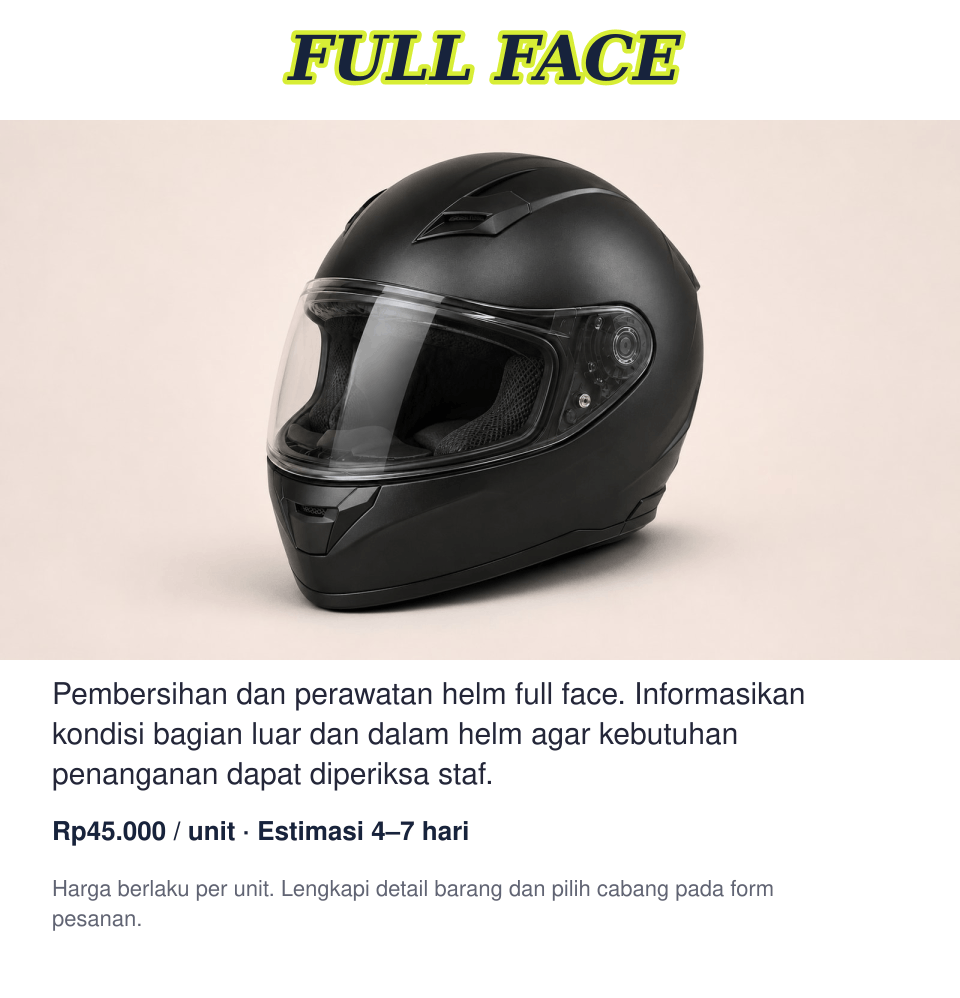 FULL FACE
Pembersihan dan perawatan helm full face. Informasikan
kondisi bagian luar dan dalam helm agar kebutuhan
penanganan dapat diperiksa staf.
Rp45.000 / unit · Estimasi 4–7 hari
Harga berlaku per unit. Lengkapi detail barang dan pilih cabang pada form
pesanan.